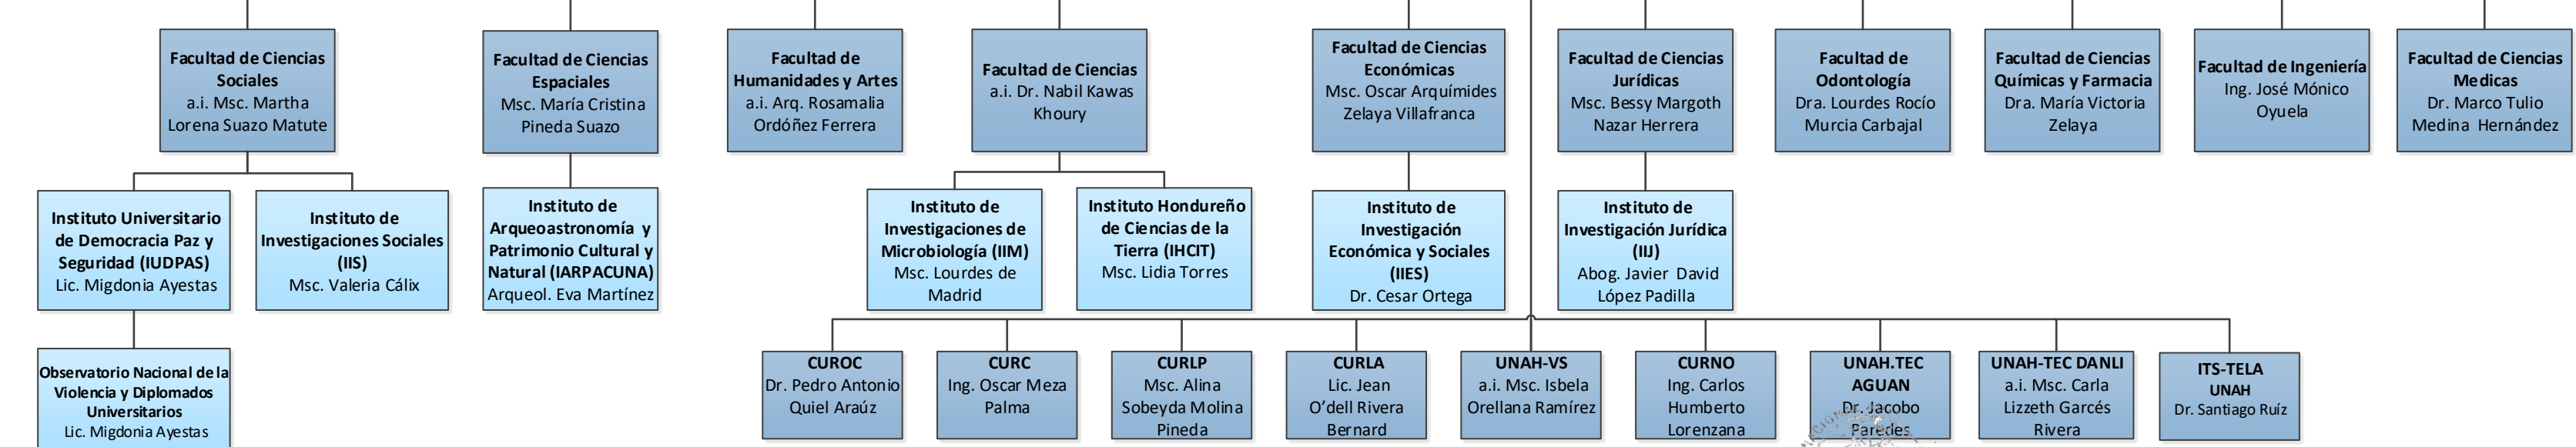 Facultad de Ciencias
Sociales
a.i. Msc. Martha
Lorena Suazo Matute
Facultad de Ciencias
Espaciales
Msc. María Cristina
Pineda Suazo
Facultad de
Humanidades y Artes
a.i. Arq. Rosamalia
Ordóñez Ferrera
Facultad de Ciencias
a.i. Dr. Nabil Kawas
Khoury
Facultad de Ciencias
Económicas
Msc. Oscar Arquímides
Zelaya Villafranca
Facultad de Ciencias
Jurídicas
Msc. Bessy Margoth
Nazar Herrera
Facultad de
Odontología
Dra. Lourdes Rocío
Murcia Carbajal
Facultad de Ciencias
Químicas y Farmacia
Dra. María Victoria
Zelaya
Facultad de Ingeniería
Ing. José Mónico
Oyuela
Facultad de Ciencias
Medicas
Dr. Marco Tulio
Medina Hernández
Instituto Universitario
de Democracia Paz y
Seguridad (IUDPAS)
Lic. Migdonia Ayestas
Instituto de
Investigaciones Sociales
(IIS)
Msc. Valeria Cálix
Instituto de
Arqueoastronomía y
Patrimonio Cultural y
Natural (IARPACUNA)
Arqueol. Eva Martínez
Instituto de
Investigaciones de
Microbiología (IIM)
Msc. Lourdes de
Madrid
Instituto Hondureño
de Ciencias de la
Tierra (IHCIT)
Msc. Lidia Torres
Instituto de
Investigación
Económica y Sociales
(IIES)
Dr. Cesar Ortega
Instituto de
Investigación Jurídica
(IIJ)
Abog. Javier David
López Padilla
Observatorio Nacional de la
Violencia y Diplomados
Universitarios
Lic. Migdonia Ayestas
CUROC
Dr. Pedro Antonio
Quiel Araúz
CURC
Ing. Oscar Meza
Palma
CURLP
Msc. Alina
Sobeyda Molina
Pineda
CURLA
Lic. Jean
O'dell Rivera
Bernard
UNAH-VS
a.i. Msc. Isbela
Orellana Ramírez
CURNO
Ing. Carlos
Humberto
Lorenzana
UNAH.TEC
AGUAN
Dr. Jacobo
Paredes
UNAH-TEC DANLI
a.i. Msc. Carla
Lizzeth Garcés
Rivera
ITS-TELA
UNAH
Dr. Santiago Ruíz